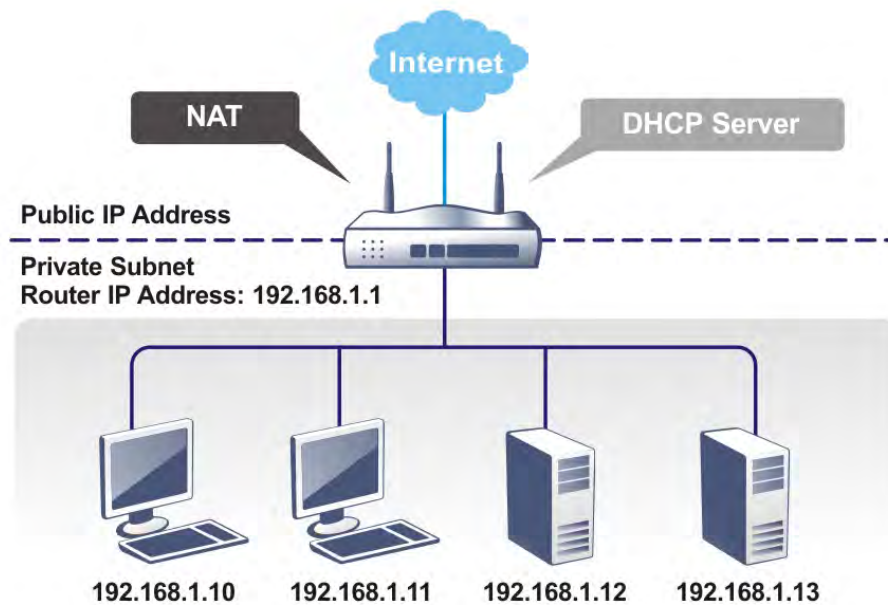 Internet
NAT
DHCP Server
Public IP Address
Private Subnet
Router IP Address: 192.168.1.1
192.168.1.10
192.168.1.11
192.168.1.12
192.168.1.13